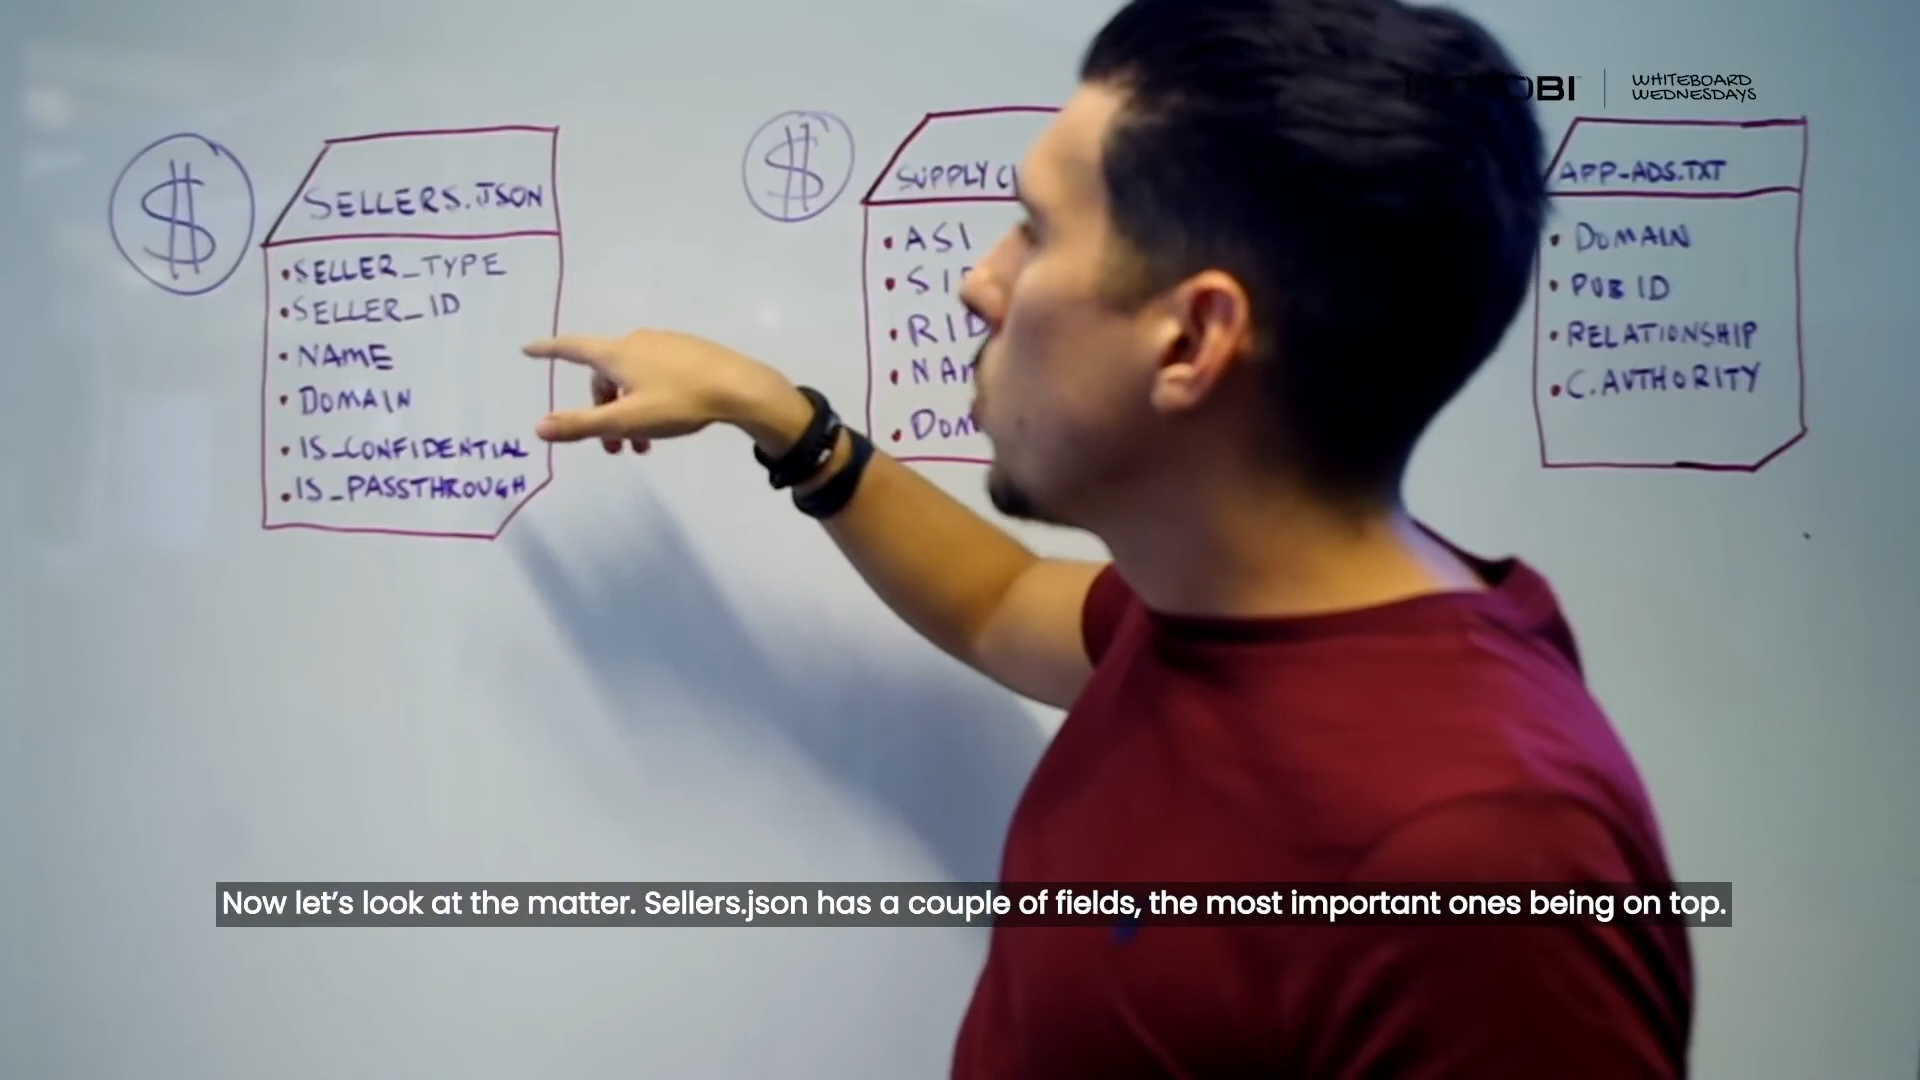 WHITEBOARD
WEDNESDAYS
$
SELLERS.JSON
• SELLER_TYPE
• SELLER_ID
• NAME
• DOMAIN
• IS_CONFIDENTIAL
• IS_PASSTHROUGH
$
SUPPLY
• ASI
• RID
APP-ADS.TXT
• DOMAIN
• PUB ID
• RELATIONSHIP
• C.AUTHORITY
Now let's look at the matter. Sellers.json has a couple of fields, the most important ones being on top.